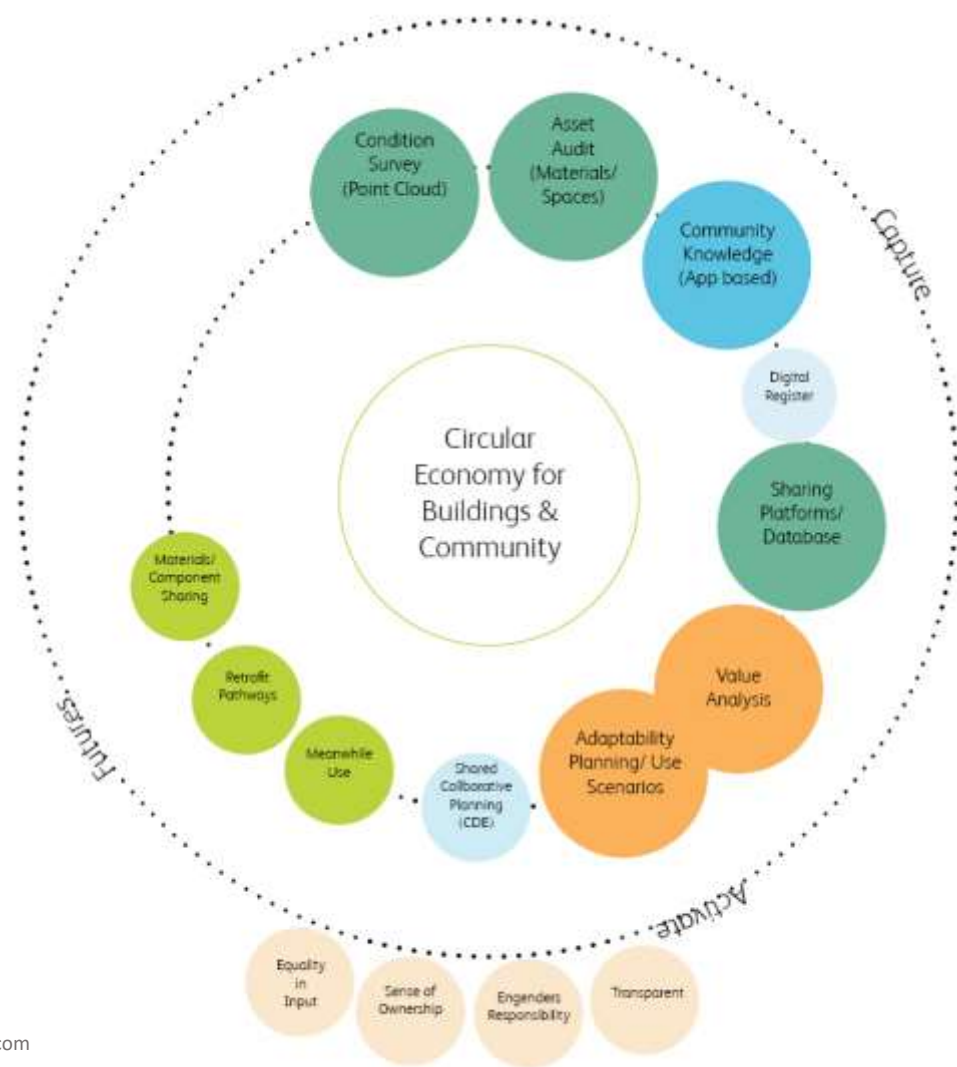 Condition
Survey
(Point Cloud)
Asset
Audit
(Materials/
Spaces)
Community
Knowledge
(App based)
Capture
Digital
Register
Circular
Economy for
Buildings &
Community
Sharing
Platforms/
Database
Materials/
Component
Sharing
Value
Analysis
Retrofit
Pathways
Adaptability
Planning/ Use
Scenarios
Meanwhile
Use
Shared
Collborative
Planning
(CDE)
Futures
Activate
Equality
in
Input
Sense of
Ownership
Engenders
Responsibility
Transparent
com